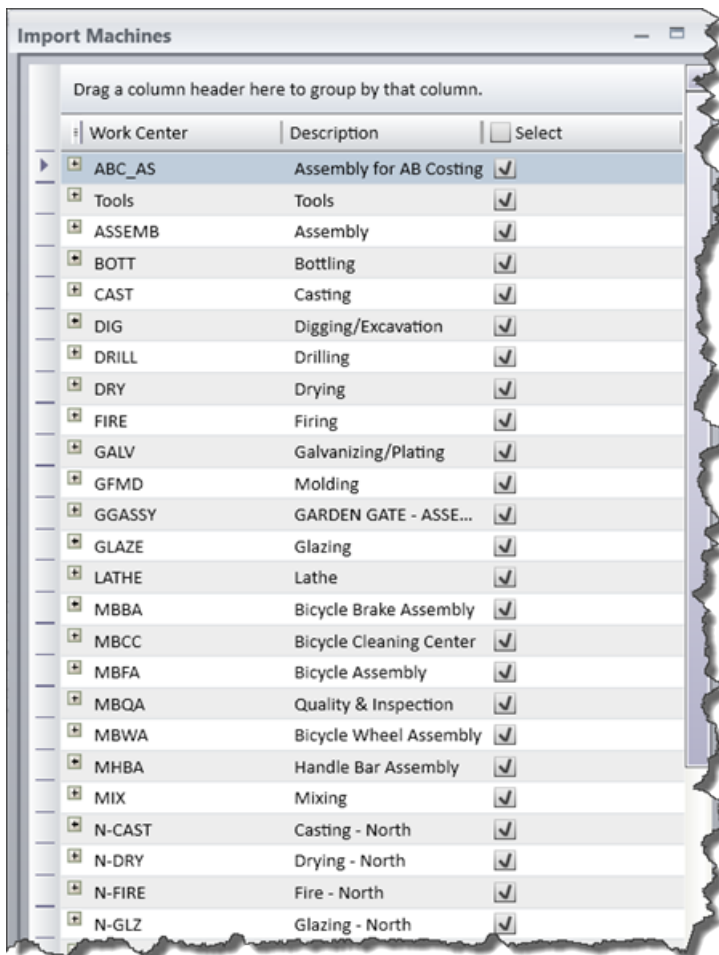 Import Machines
Drag a column header here to group by that column.
Work Center Description Select
ABC_AS Assembly for AB Costing
Tools Tools
ASSEMB Assembly
BOTT Bottling
CAST Casting
DIG Digging/Excavation
DRILL Drilling
DRY Drying
FIRE Firing
GALV Galvanizing/Plating
GFMD Molding
GGASSY GARDEN GATE - ASSE...
GLAZE Glazing
LATHE Lathe
MBBA Bicycle Brake Assembly
MBCC Bicycle Cleaning Center
MBFA Bicycle Assembly
MBQA Quality & Inspection
MBWA Bicycle Wheel Assembly
MHBA Handle Bar Assembly
MIX Mixing
N-CAST Casting - North
N-DRY Drying - North
N-FIRE Fire - North
N-GLZ Glazing - North